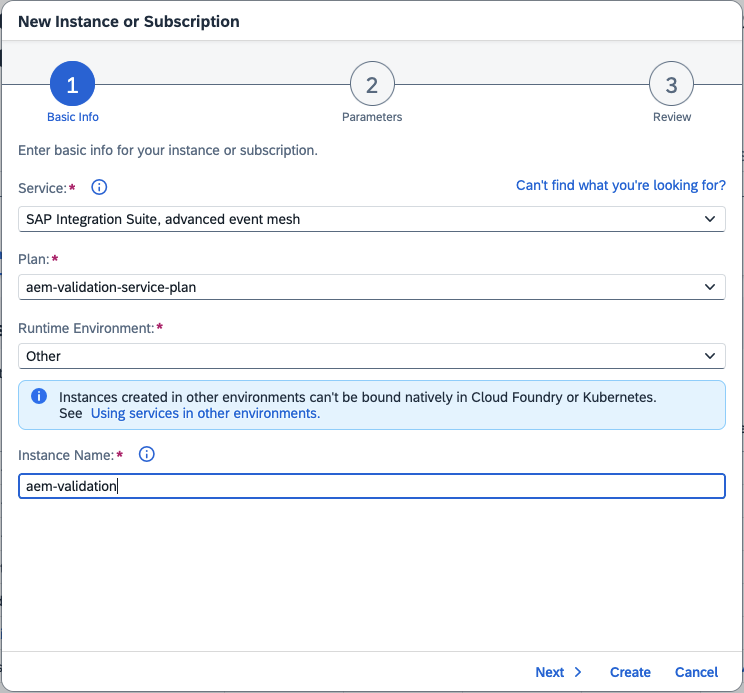 New Instance or Subscription
1
2
3
Basic Info
Parameters
Review
Enter basic info for your instance or subscription.
Service:*
Can't find what you're looking for?
SAP Integration Suite, advanced event mesh
Plan:*
aem-validation-service-plan
Runtime Environment:*
Other
Instances created in other environments can't be bound natively in Cloud Foundry or Kubernetes.
See Using services in other environments.
Instance Name:*
aem-validation
Next
Create
Cancel